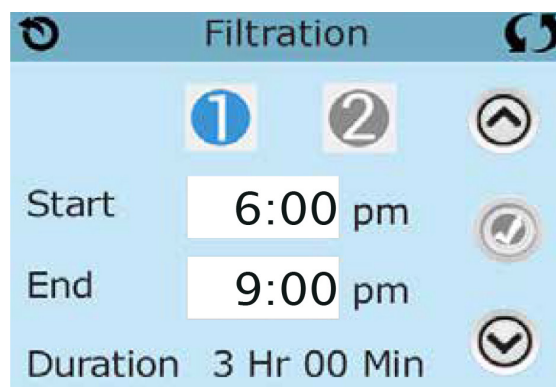 Filtration
1 2
Start 6:00 pm
End 9:00 pm
Duration 3 Hr 00 Min